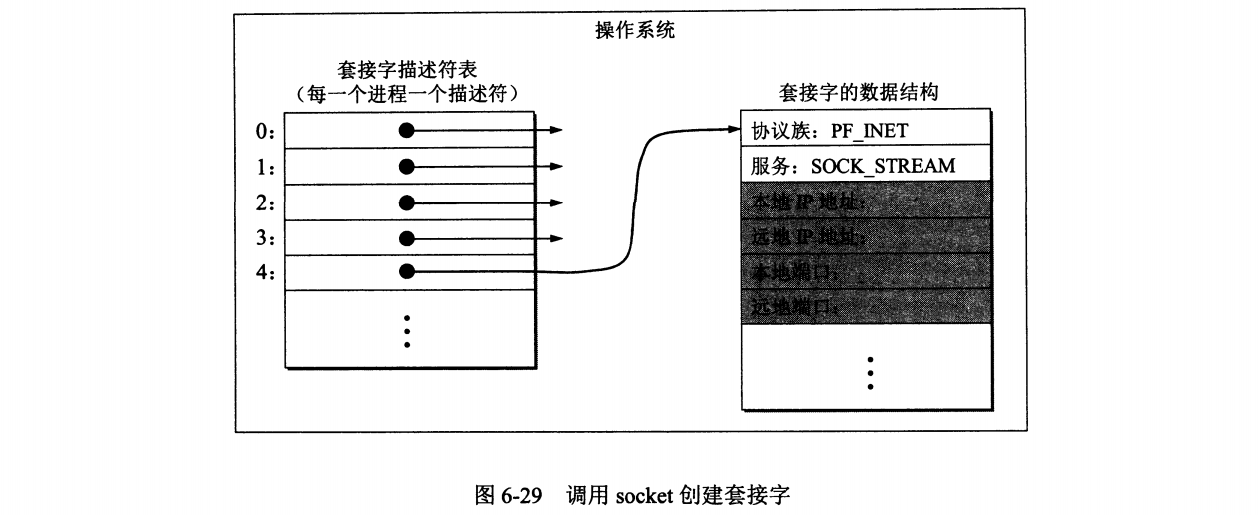 操作系统
套接字描述符表
（每一个进程一个描述符）
0：
1：
2：
3：
4：
套接字的数据结构
协议族：PF_INET
服务：SOCK_STREAM
本地 IP 地址：
远地 IP 地址：
本地端口：
远地端口：
图 6-29 调用 socket 创建套接字